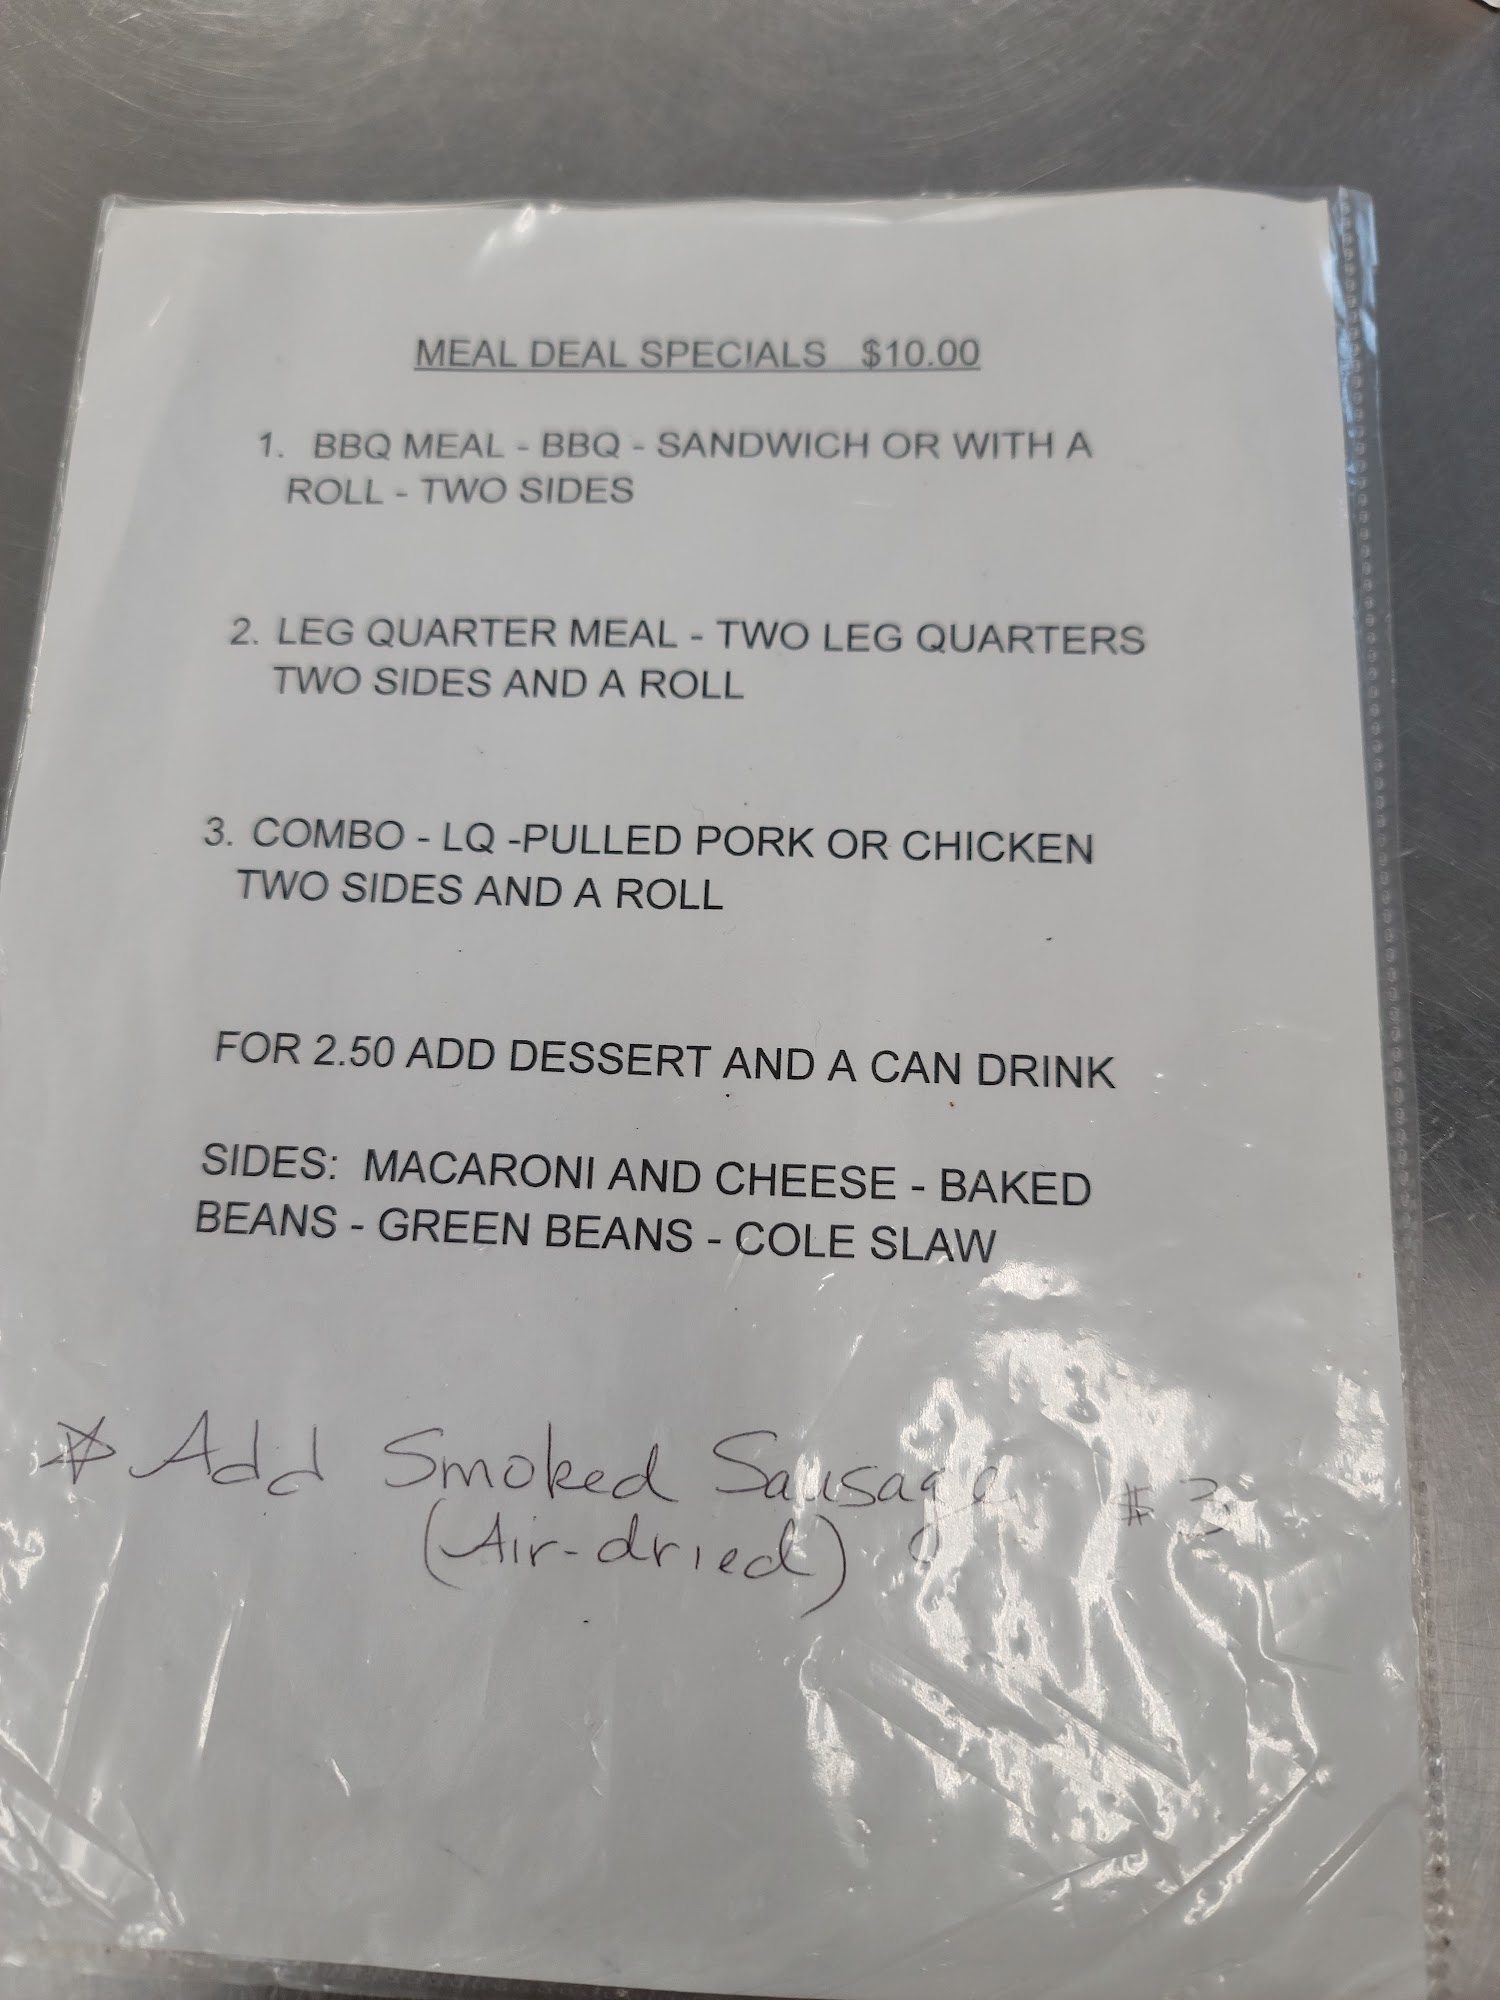 MEAL DEAL SPECIALS $10.00
1. BBQ MEAL - BBQ - SANDWICH OR WITH A
ROLL - TWO SIDES
2. LEG QUARTER MEAL - TWO LEG QUARTERS
TWO SIDES AND A ROLL
3. COMBO - LQ -PULLED PORK OR CHICKEN
TWO SIDES AND A ROLL
FOR 2.50 ADD DESSERT AND A CAN DRINK
SIDES: MACARONI AND CHEESE - BAKED
BEANS - GREEN BEANS - COLE SLAW
☆ Add Smoked Sausage $3
(Air-dried)